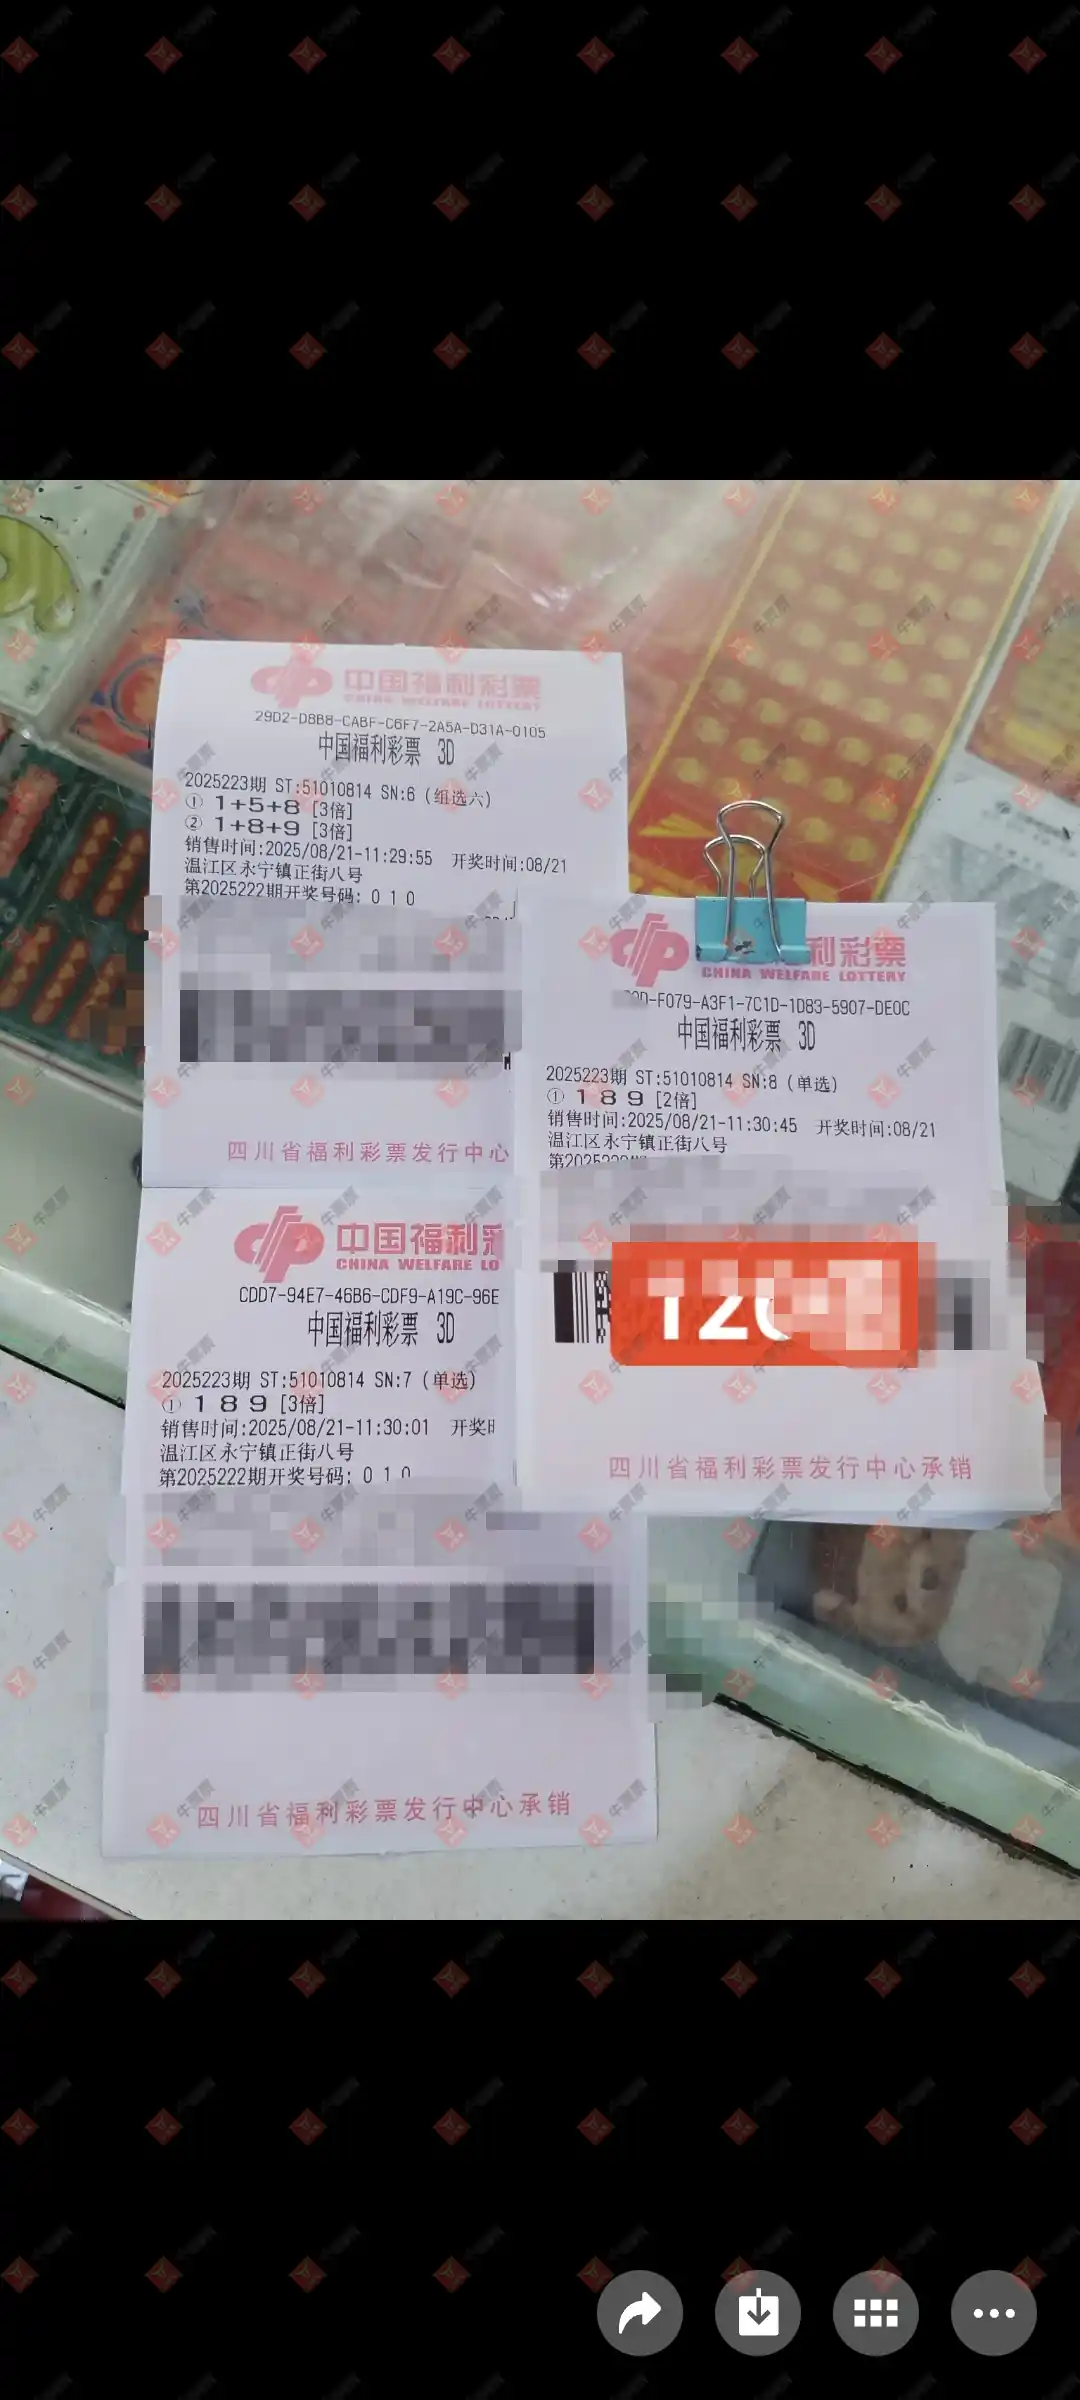 中国福利彩票
CHINA WELFARE LOTTERY
29D2-D8B8-CABF-C6F7-2A5A-D31A-0105
中国福利彩票 3D
2025223期 ST:51010814 SN:6 (组选六)
① 1+5+8 [3倍]
② 1+8+9 [3倍]
销售时间:2025/08/21-11:29:55 开奖时间:08/21
温江区永宁镇正街八号
第2025222期开奖号码: 0 1 0
四川省福利彩票发行中心
中国福利
CHINA WELFARE LO
CDD7-94E7-46B6-CDF9-A19C-96E
中国福利彩票 3D
2025223期 ST:51010814 SN:7 (单选)
① 1 8 9 [3倍]
销售时间:2025/08/21-11:30:01 开奖
温江区永宁镇正街八号
第2025222期开奖号码: 0 1 0
四川省福利彩票发行中心承销
利彩票
CHINA WELFARE LOTTERY
-F079-A3F1-7C1D-1D83-5907-DE0C
中国福利彩票 3D
2025223期 ST:51010814 SN:8 (单选)
① 1 8 9 [2倍]
销售时间:2025/08/21-11:30:45 开奖时间:08/21
温江区永宁镇正街八号
四川省福利彩票发行中心承销
牛票票